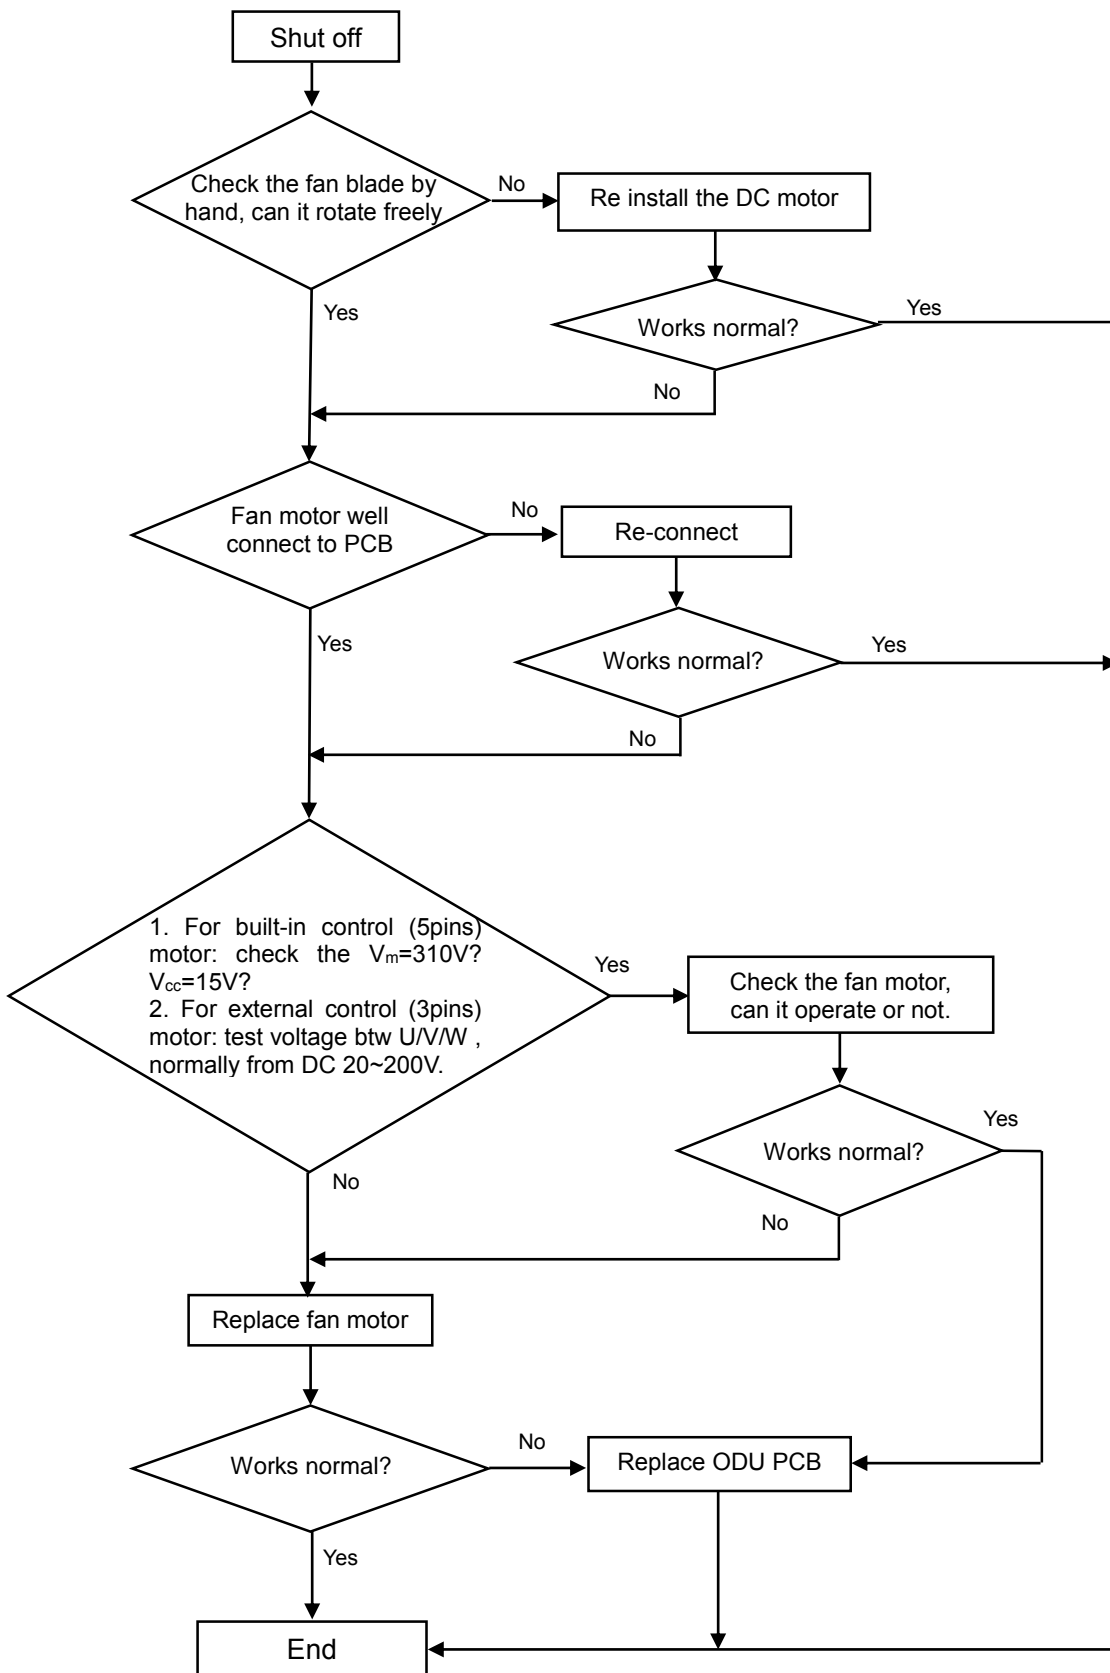 Shut off
Check the fan blade by
hand, can it rotate freely
No
Re install the DC motor
Yes
Works normal?
Yes
No
Fan motor well
connect to PCB
No
Re-connect
Yes
Works normal?
Yes
No
1. For built-in control (5pins)
motor: check the Vm=310V?
Vcc=15V?
2. For external control (3pins)
motor: test voltage btw U/V/W ,
normally from DC 20~200V.
Yes
Check the fan motor,
can it operate or not.
No
Works normal?
Yes
No
Replace fan motor
Works normal?
No
Replace ODU PCB
Yes
End